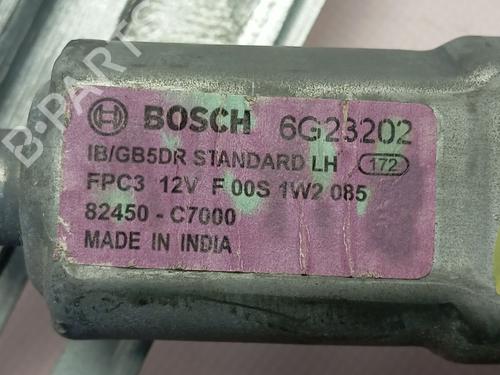 BOSCH 6G23202
IB/GB5DR STANDARD LH 172
FPC3 12V F 00S 1W2 085
82450 - C7000
MADE IN INDIA
B-PARTS